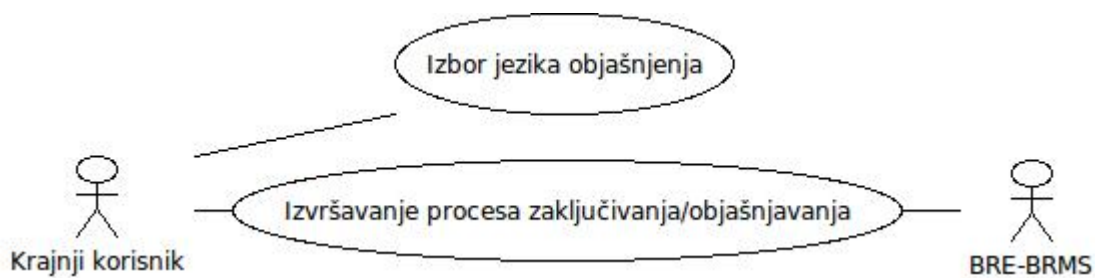 Izbor jezika objašnjenja
Izvršavanje procesa zaključivanja/objašnjavanja
Krajnji korisnik
BRE-BRMS